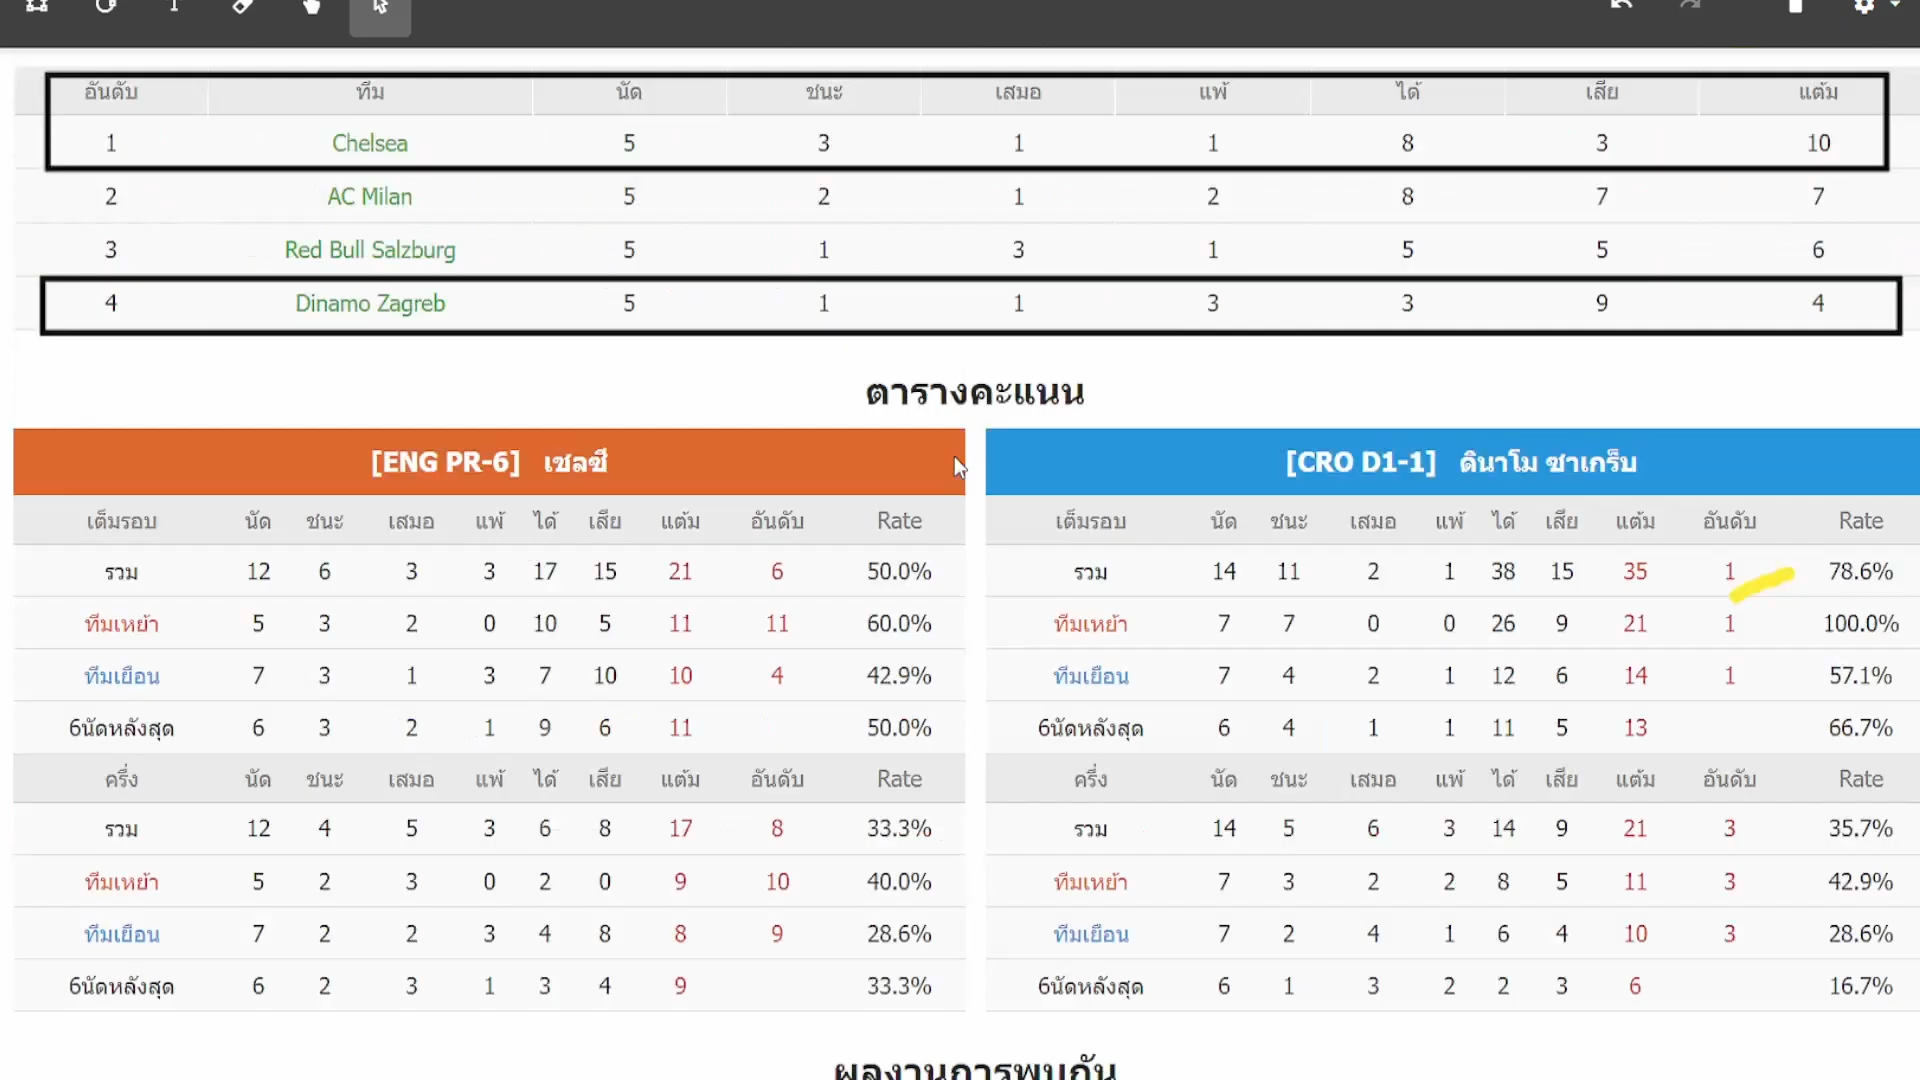 อันดับ ทีม นัด ชนะ เสมอ แพ้ ได้ เสีย แต้ม
1 Chelsea 5 3 1 1 8 3 10
2 AC Milan 5 2 1 2 8 7 7
3 Red Bull Salzburg 5 1 3 1 5 5 6
4 Dinamo Zagreb 5 1 1 3 3 9 4
ตารางคะแนน
[ENG PR-6] เชลซี
เต็มรอบ นัด ชนะ เสมอ แพ้ ได้ เสีย แต้ม อันดับ Rate
รวม 12 6 3 3 17 15 21 6 50.0%
ทีมเหย้า 5 3 2 0 10 5 11 11 60.0%
ทีมเยือน 7 3 1 3 7 10 10 4 42.9%
6นัดหลังสุด 6 3 2 1 9 6 11 50.0%
ครึ่ง นัด ชนะ เสมอ แพ้ ได้ เสีย แต้ม อันดับ Rate
รวม 12 4 5 3 6 8 17 8 33.3%
ทีมเหย้า 5 2 3 0 2 0 9 10 40.0%
ทีมเยือน 7 2 2 3 4 8 8 9 28.6%
6นัดหลังสุด 6 2 3 1 3 4 9 33.3%
[CRO D1-1] ดินาโม ซาเกร็บ
เต็มรอบ นัด ชนะ เสมอ แพ้ ได้ เสีย แต้ม อันดับ Rate
รวม 14 11 2 1 38 15 35 1 78.6%
ทีมเหย้า 7 7 0 0 26 9 21 1 100.0%
ทีมเยือน 7 4 2 1 12 6 14 1 57.1%
6นัดหลังสุด 6 4 1 1 11 5 13 66.7%
ครึ่ง นัด ชนะ เสมอ แพ้ ได้ เสีย แต้ม อันดับ Rate
รวม 14 5 6 3 14 9 21 3 35.7%
ทีมเหย้า 7 3 2 2 8 5 11 3 42.9%
ทีมเยือน 7 2 4 1 6 4 10 3 28.6%
6นัดหลังสุด 6 1 3 2 2 3 6 16.7%
ผลงานการพบกัน